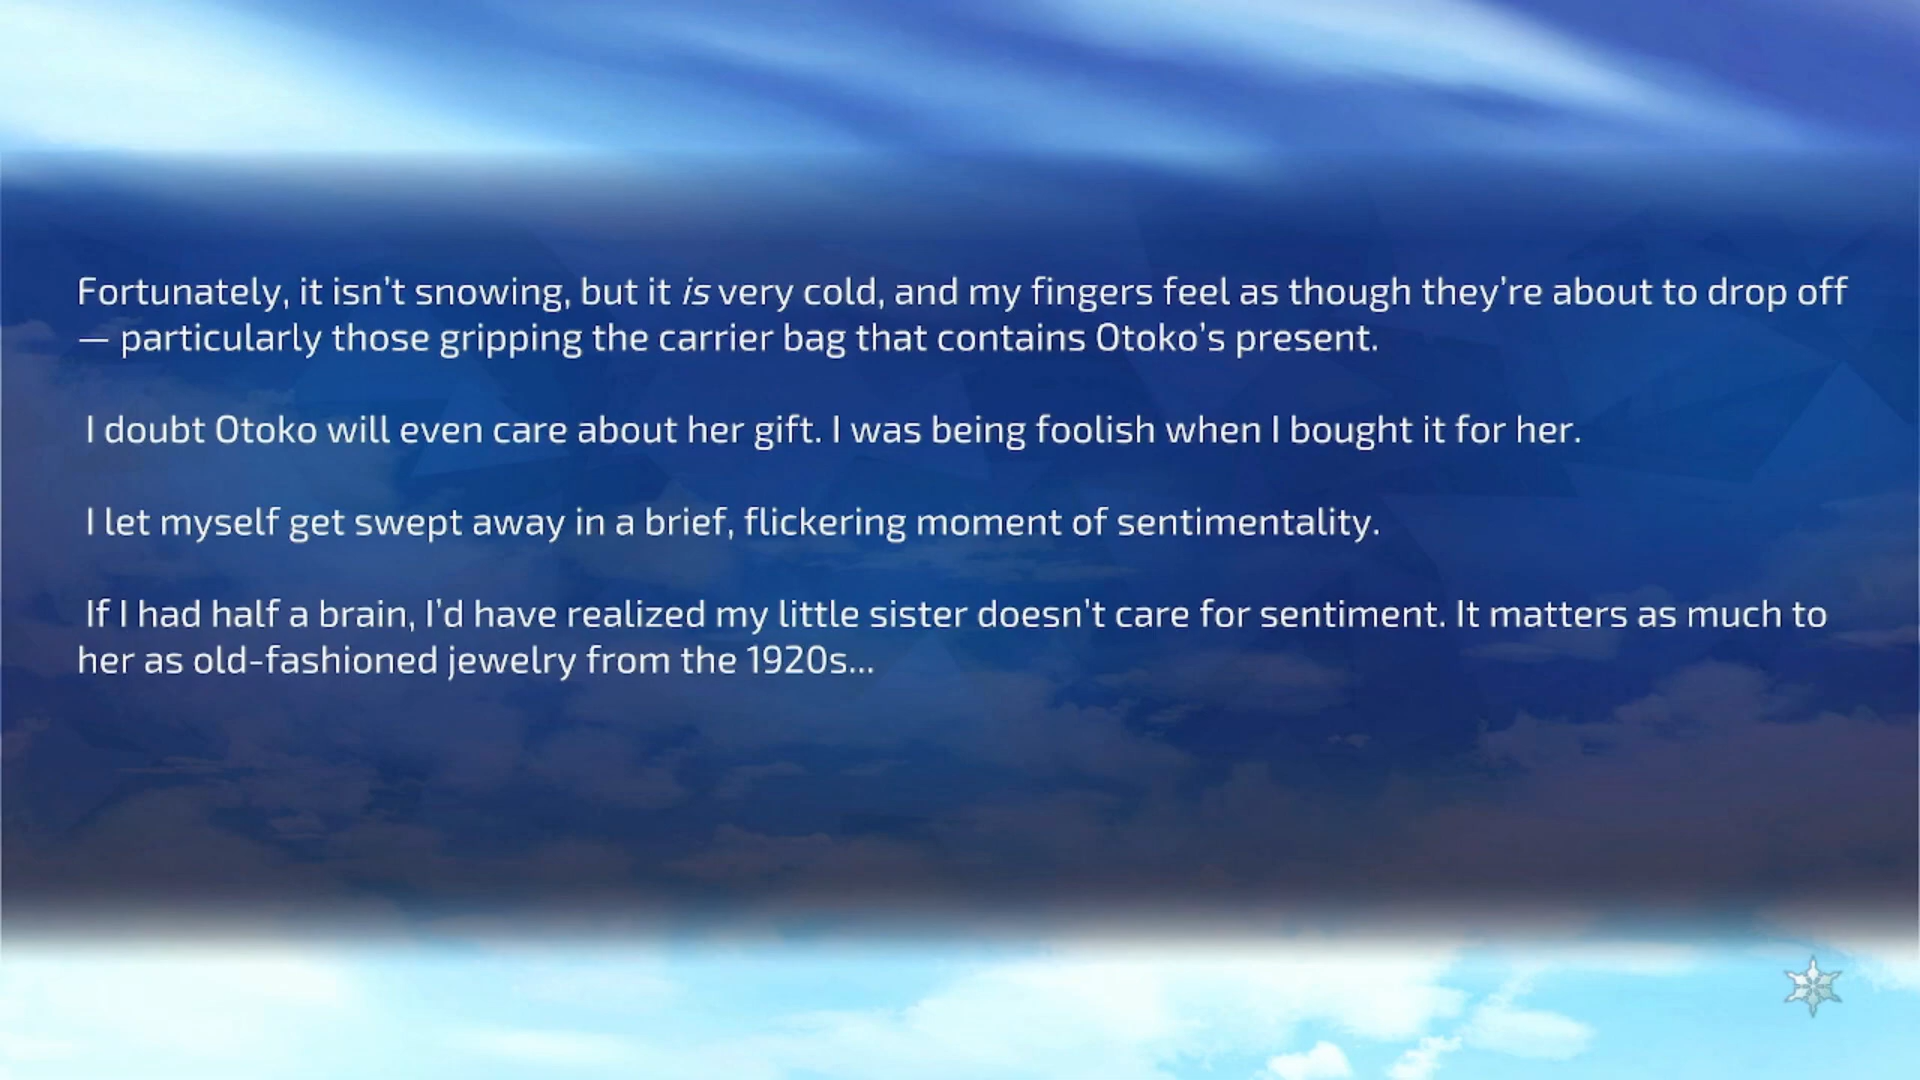 Fortunately, it isn't snowing, but it is very cold, and my fingers feel as though they're about to drop off
— particularly those gripping the carrier bag that contains Otoko's present.
I doubt Otoko will even care about her gift. I was being foolish when I bought it for her.
I let myself get swept away in a brief, flickering moment of sentimentality.
If I had half a brain, I'd have realized my little sister doesn't care for sentiment. It matters as much to
her as old-fashioned jewelry from the 1920s...